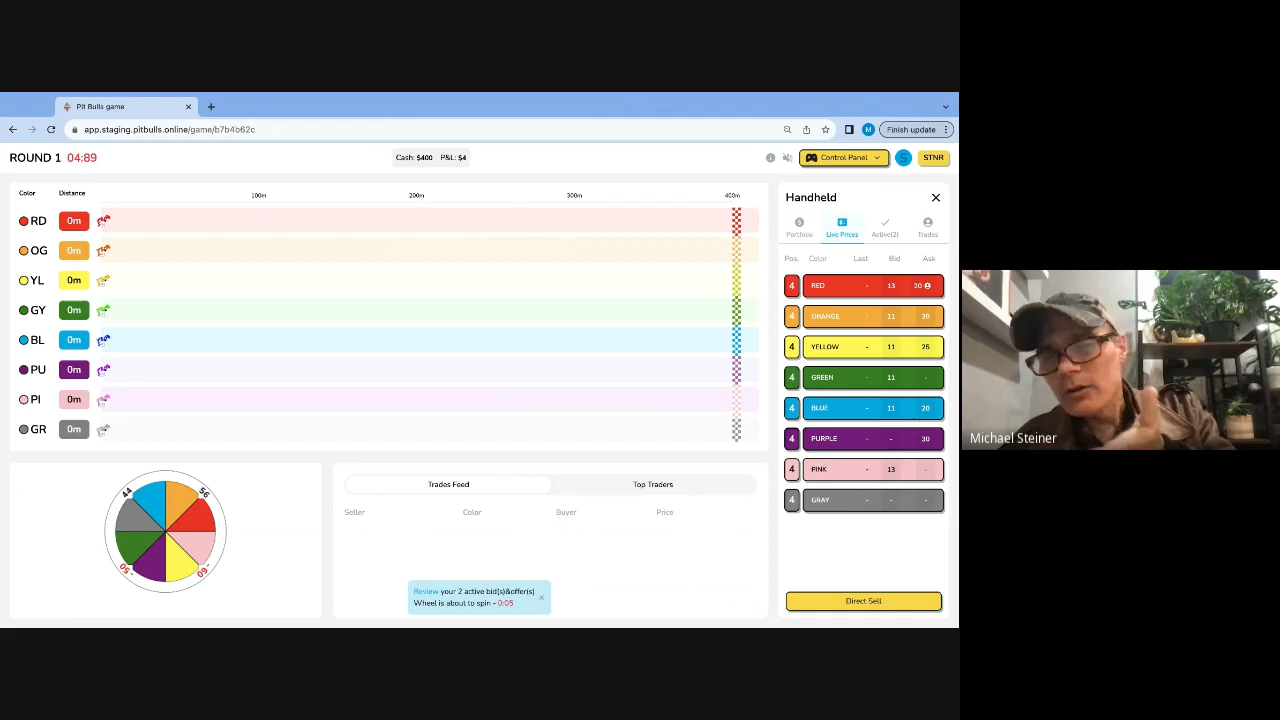 Pit Bulls game
app.staging.pitbulls.online/game/b7b4b62c
M
Finish update
ROUND 1 04:89
Cash: $400 P&L: $4
Control Panel
S
STNR
Color Distance 100m 200m 300m 400m
RD 0m
OG 0m
YL 0m
GY 0m
BL 0m
PU 0m
PI 0m
GR 0m
44 56
-50 -60
Trades Feed Top Traders
Seller Color Buyer Price
Review your 2 active bid(s)&offer(s)
Wheel is about to spin - 0:05
Handheld
Portfolio Live Prices Active(2) Trades
Pos. Color Last Bid Ask
4 RED - 13 20
4 ORANGE - 11 30
4 YELLOW - 11 25
4 GREEN - 11 -
4 BLUE - 11 20
4 PURPLE - - 30
4 PINK - 13 -
4 GRAY - - -
Direct Sell
Michael Steiner